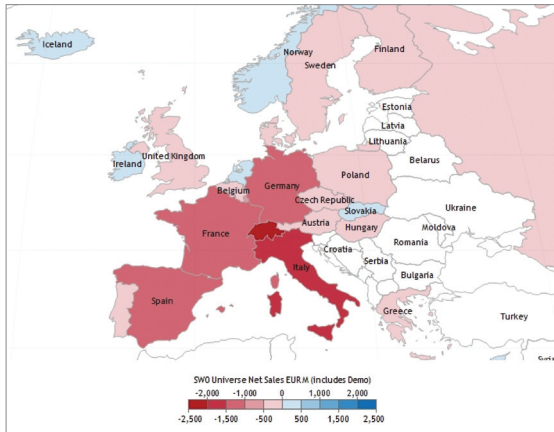 Iceland
Norway
Finland
Sweden
Estonia
Latvia
Lithuania
United Kingdom
Ireland
Belarus
Poland
Belgium
Germany
Czech Republic
Ukraine
Slovakia
Austria
Hungary
Moldova
France
Romania
Croatia
Serbia
Italy
Bulgaria
Spain
Greece
Turkey
SWO Universe Net Sales EUR M (includes Demo)
-2,000 -1,000 0 1,000 2,000
-2,500 -1,500 -500 500 1,500 2,500